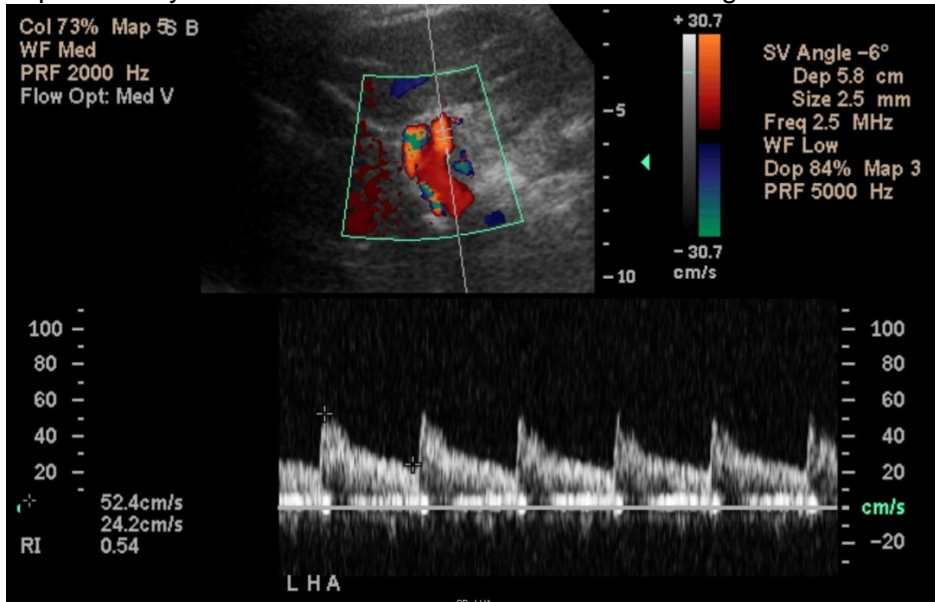 Col 73% Map 5
S B
WF Med
PRF 2000 Hz
Flow Opt: Med V
+ 30.7
- 30.7
cm/s
-5
-10
SV Angle -6°
Dep 5.8 cm
Size 2.5 mm
Freq 2.5 MHz
WF Low
Dop 84% Map 3
PRF 5000 Hz
100
80
60
40
20
52.4cm/s
24.2cm/s
RI 0.54
100
80
60
40
20
cm/s
-20
L H A